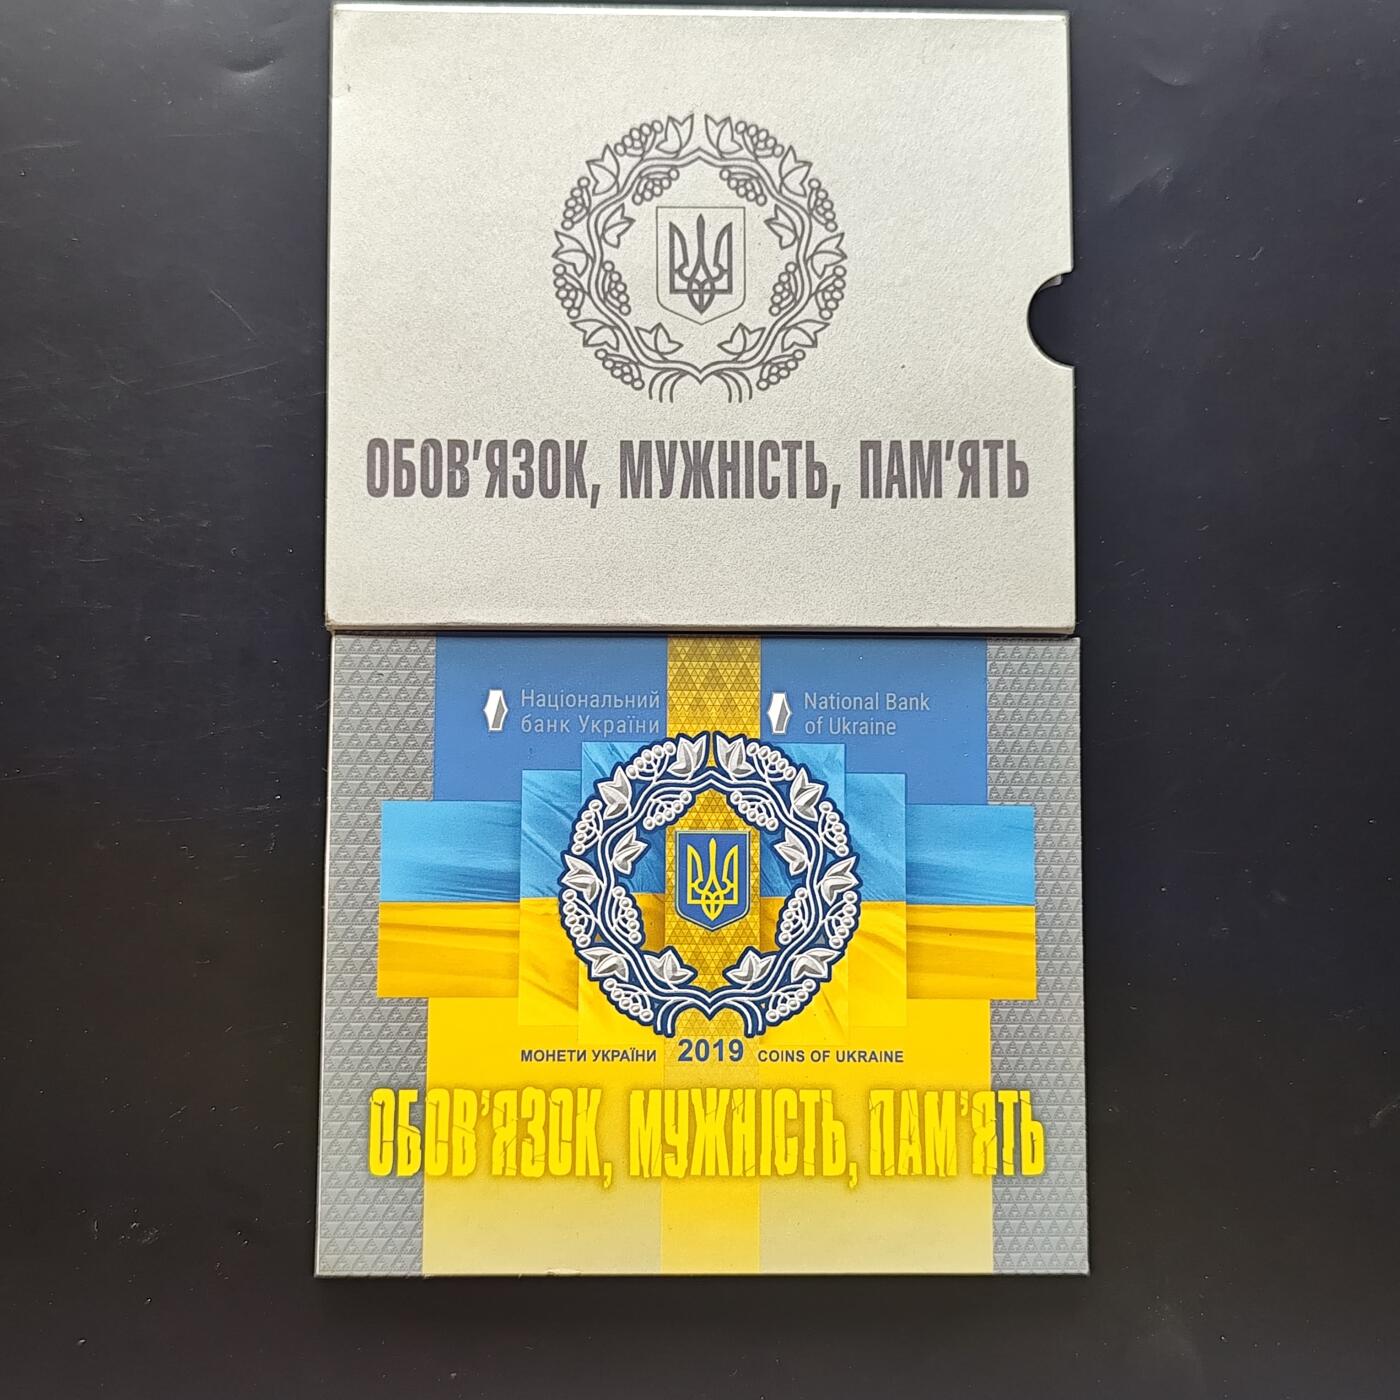 ОБОВ'ЯЗОК, МУЖНІСТЬ, ПАМ'ЯТЬ
Національний
банк України
National Bank
of Ukraine
МОНЕТИ УКРАЇНИ 2019 COINS OF UKRAINE
ОБОВ'ЯЗОК, МУЖНІСТЬ, ПАМ'ЯТЬ